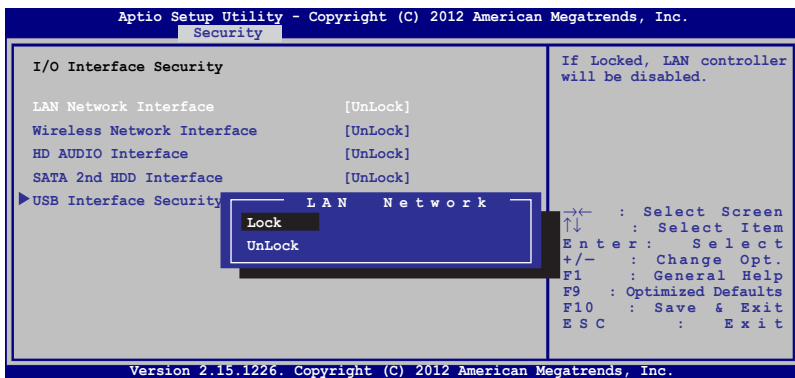 Aptio Setup Utility - Copyright (C) 2012 American Megatrends, Inc.
Security
I/O Interface Security
LAN Network Interface [UnLock]
Wireless Network Interface [UnLock]
HD AUDIO Interface [UnLock]
SATA 2nd HDD Interface [UnLock]
USB Interface Security
LAN Network
Lock
UnLock
If Locked, LAN controller
will be disabled.
→← : Select Screen
↑↓ : Select Item
Enter: Select
+/— : Change Opt.
F1 : General Help
F9 : Optimized Defaults
F10 : Save & Exit
ESC : Exit
Version 2.15.1226. Copyright (C) 2012 American Megatrends, Inc.